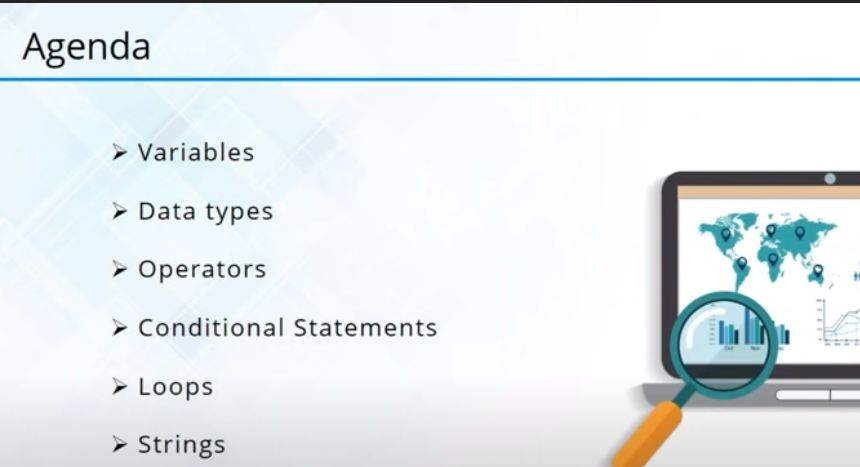 Agenda
➢ Variables
➢ Data types
➢ Operators
➢ Conditional Statements
➢ Loops
➢ Strings